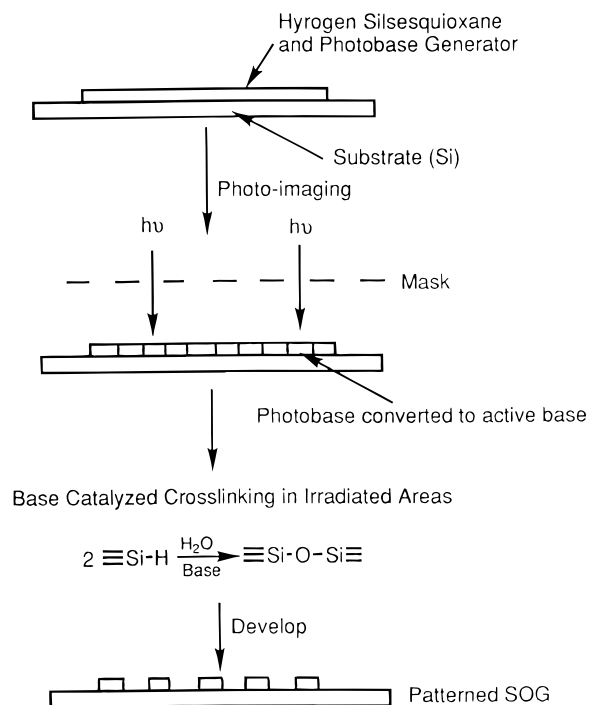 Hyrogen Silsesquioxane
and Photobase Generator
Substrate (Si)
Photo-imaging
hυ hυ
Mask
Photobase converted to active base
Base Catalyzed Crosslinking in Irradiated Areas
2 ≡Si-H H₂O Base ≡Si-O-Si≡
Develop
Patterned SOG